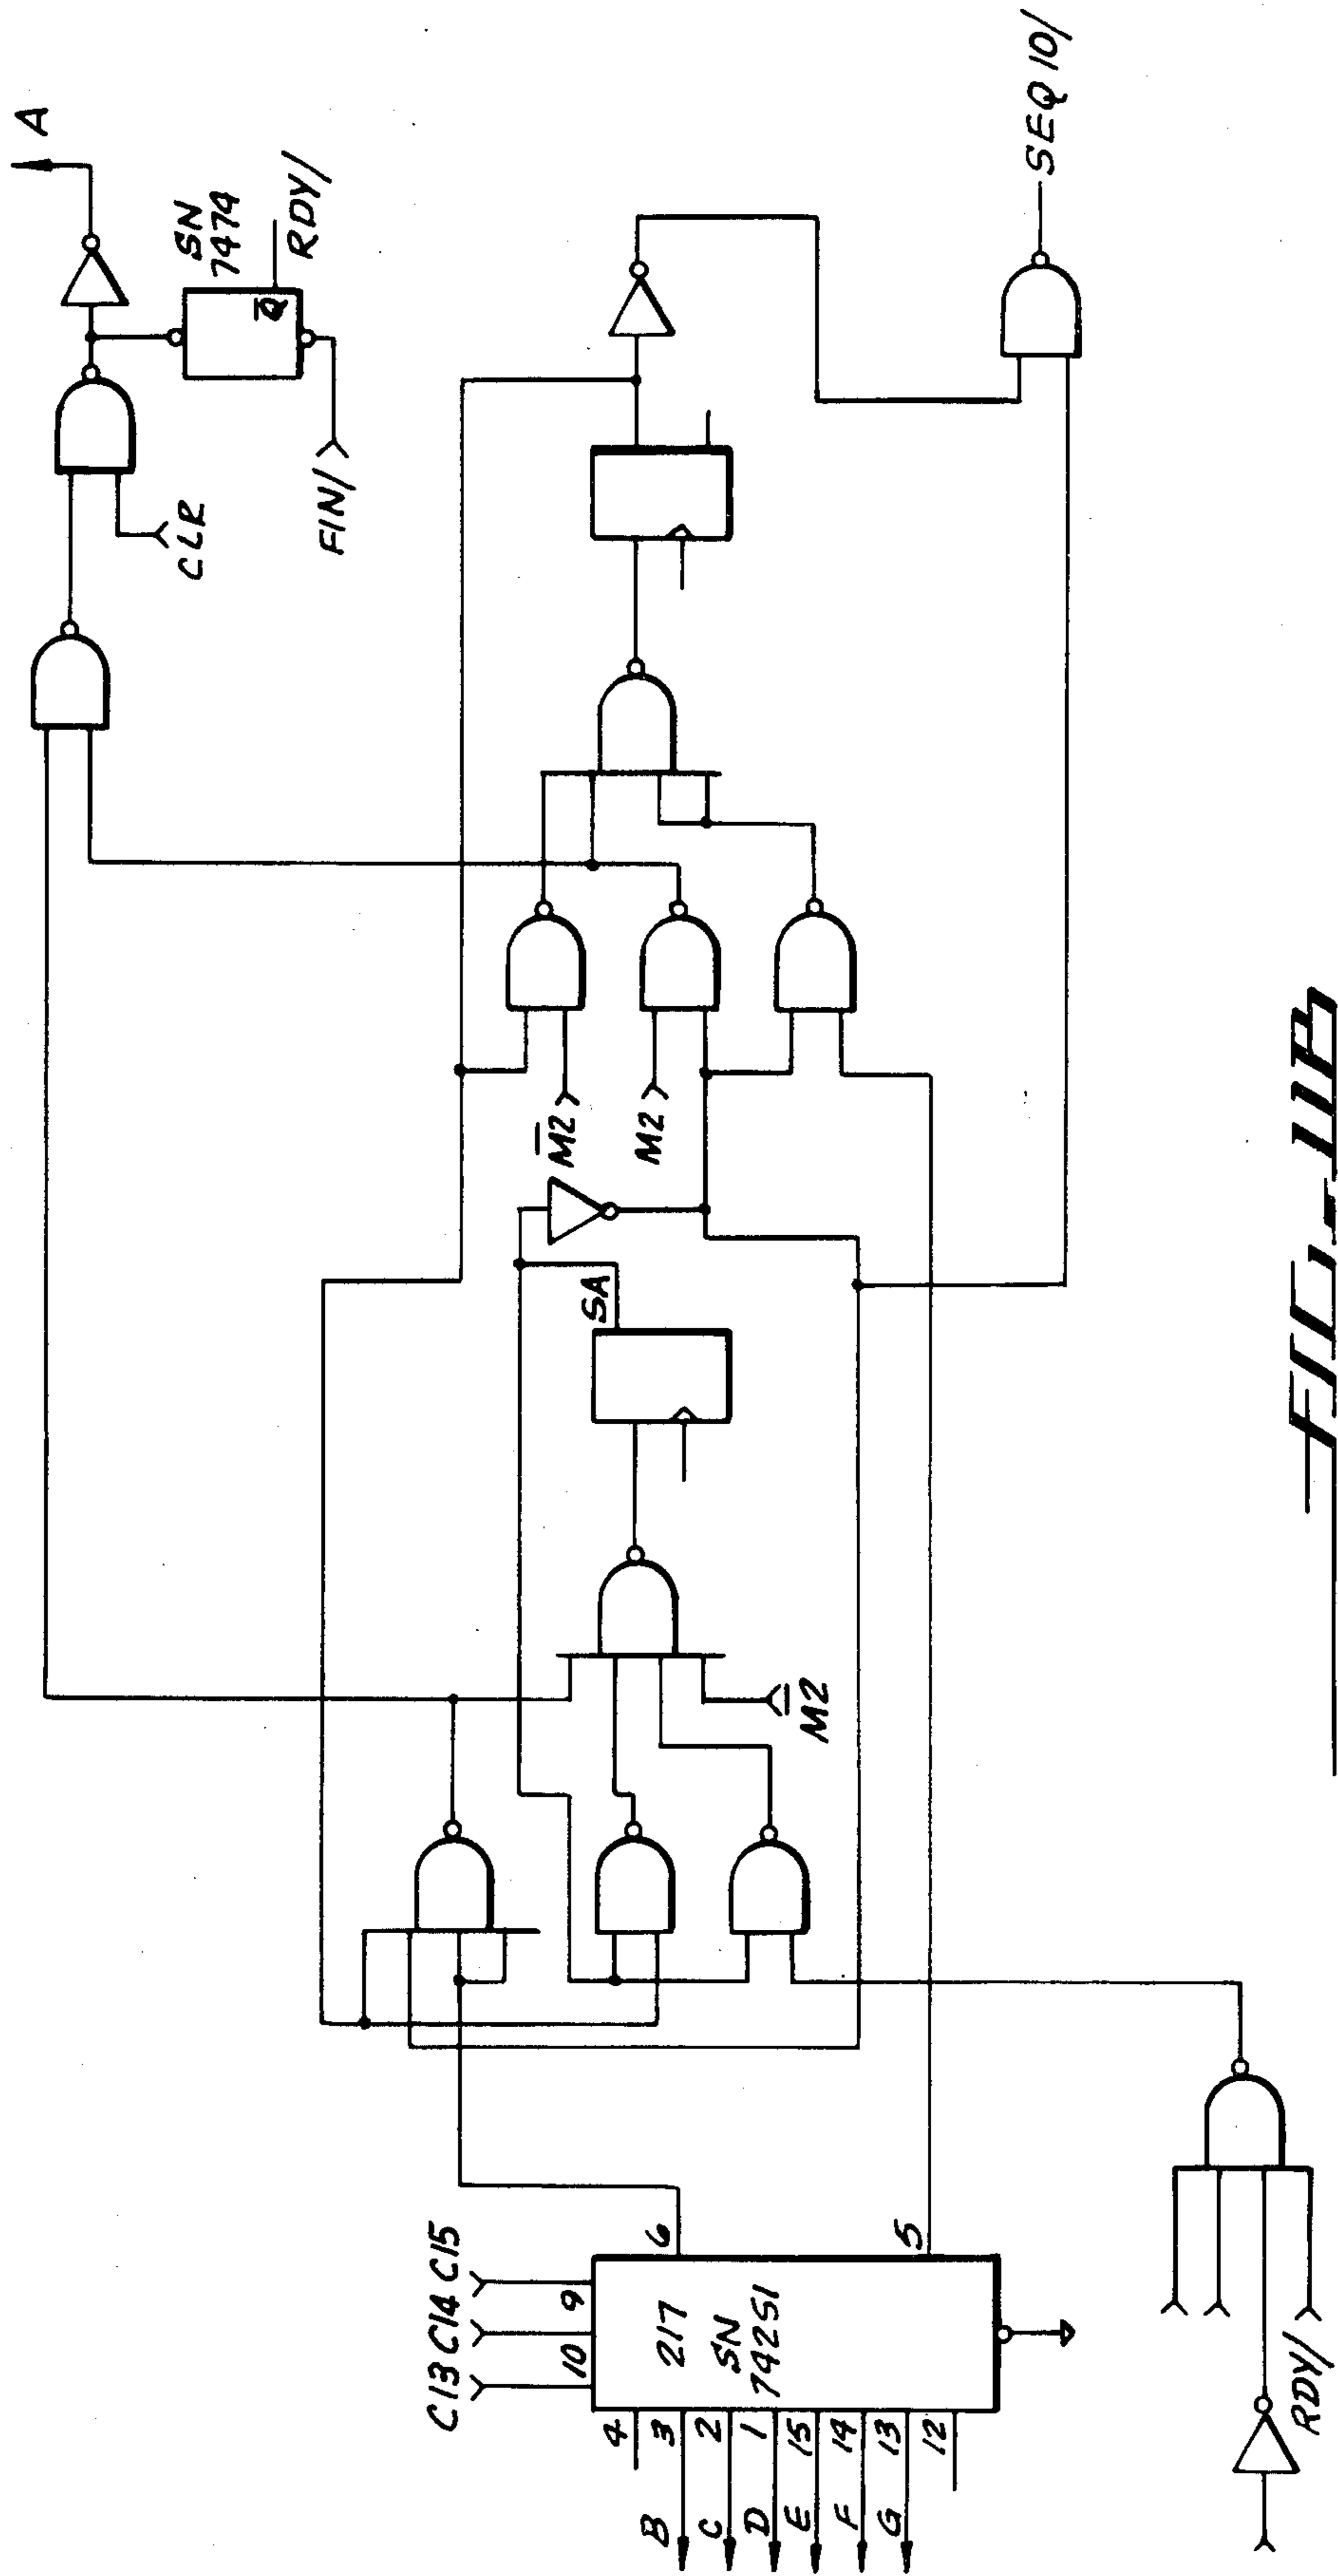 A
SN
7474
Q̅
RDY/
CLR
FIN/
SEQ 10/
M̅2̅
M2
SA
M̅2̅
C13 C14 C15
10 9
6
5
217
SN
74251
4
3
2
1
15
14
13
12
B
C
D
E
F
G
RDY/
FIG-11B